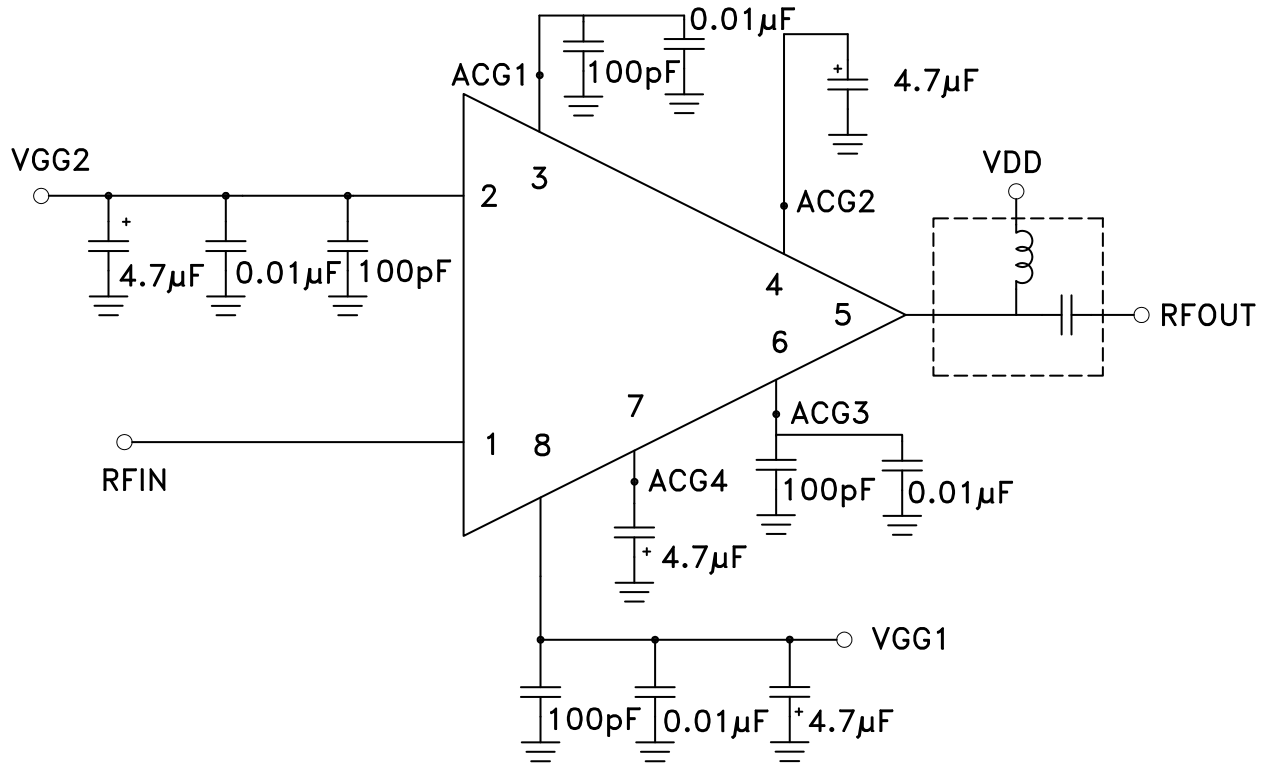 0.01µF
100pF
ACG1
+
4.7µF
VGG2
3
2
VDD
ACG2
+
4.7µF
0.01µF
100pF
4
5
RFOUT
6
ACG3
7
1
8
RFIN
ACG4
100pF
0.01µF
+
4.7µF
VGG1
100pF
0.01µF
+
4.7µF